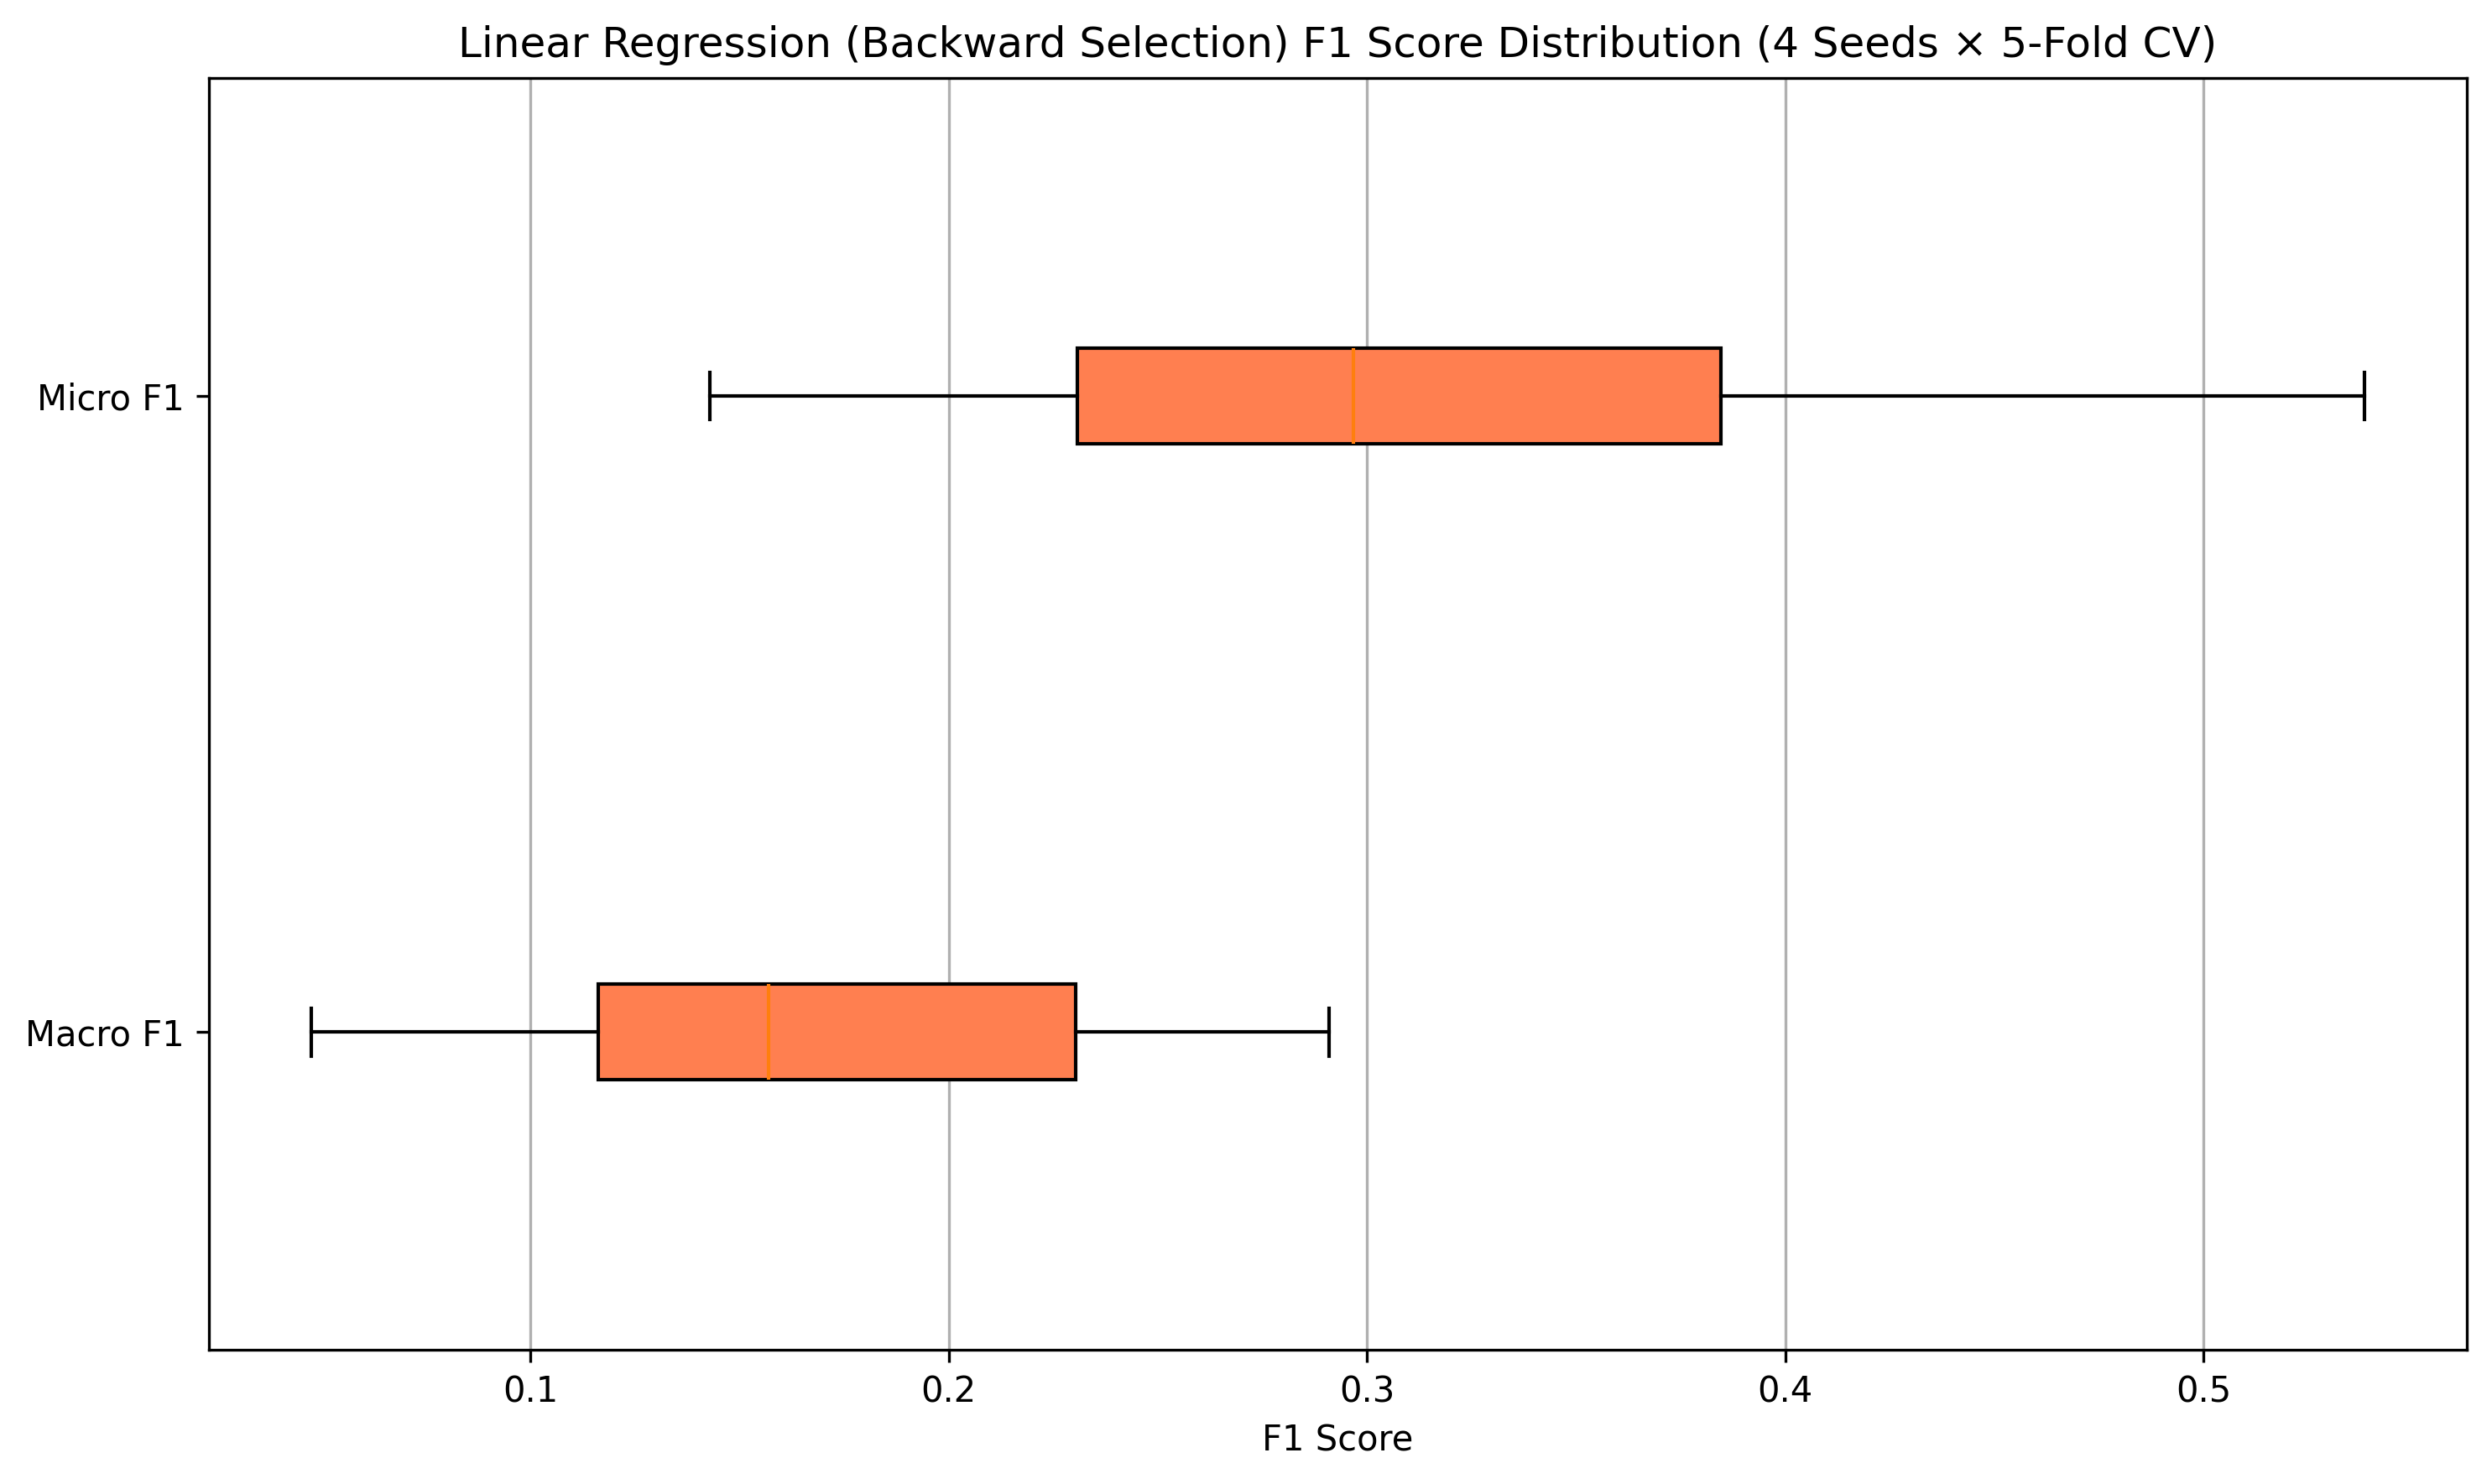 Linear Regression (Backward Selection) F1 Score Distribution (4 Seeds × 5-Fold CV)
Micro F1
Macro F1
0.1 0.2 0.3 0.4 0.5
F1 Score